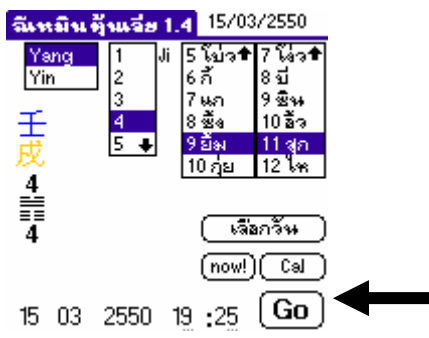 ฉีเหมินตุ้นเจี่ย 1.4 15/03/2550
Yang
Yin
1
2
3
4
5
Ji
5 โบ่ว
6 กี้
7 แก
8 ซิง
9 ยิ้ม
10 กุ่ย
7 โง่ว
8 บี่
9 ซิน
10 อิ้ว
11 สุก
12 ไห
壬
戌
4
4
เลือกวัน
now! Cal
15 03 2550 19 :25 Go